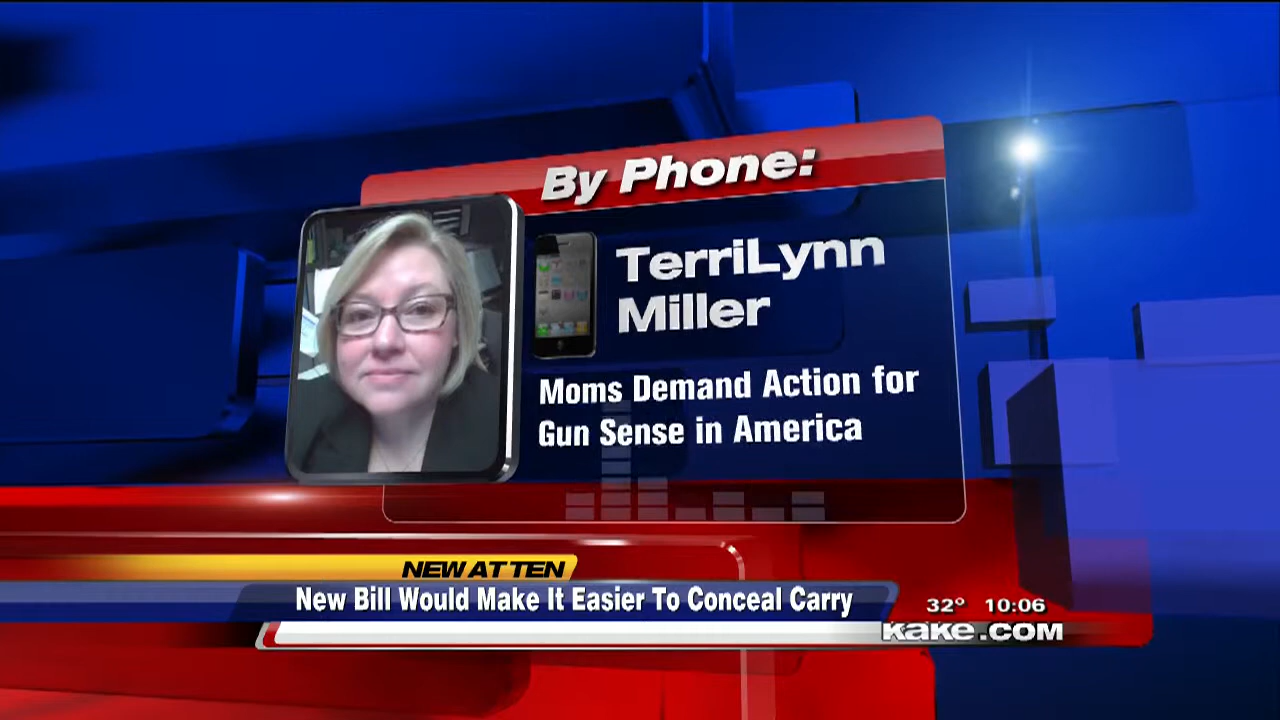 By Phone:
TerriLynn
Miller
Moms Demand Action for
Gun Sense in America
NEW AT TEN
New Bill Would Make It Easier To Conceal Carry
32° 10:06
KAKE.COM